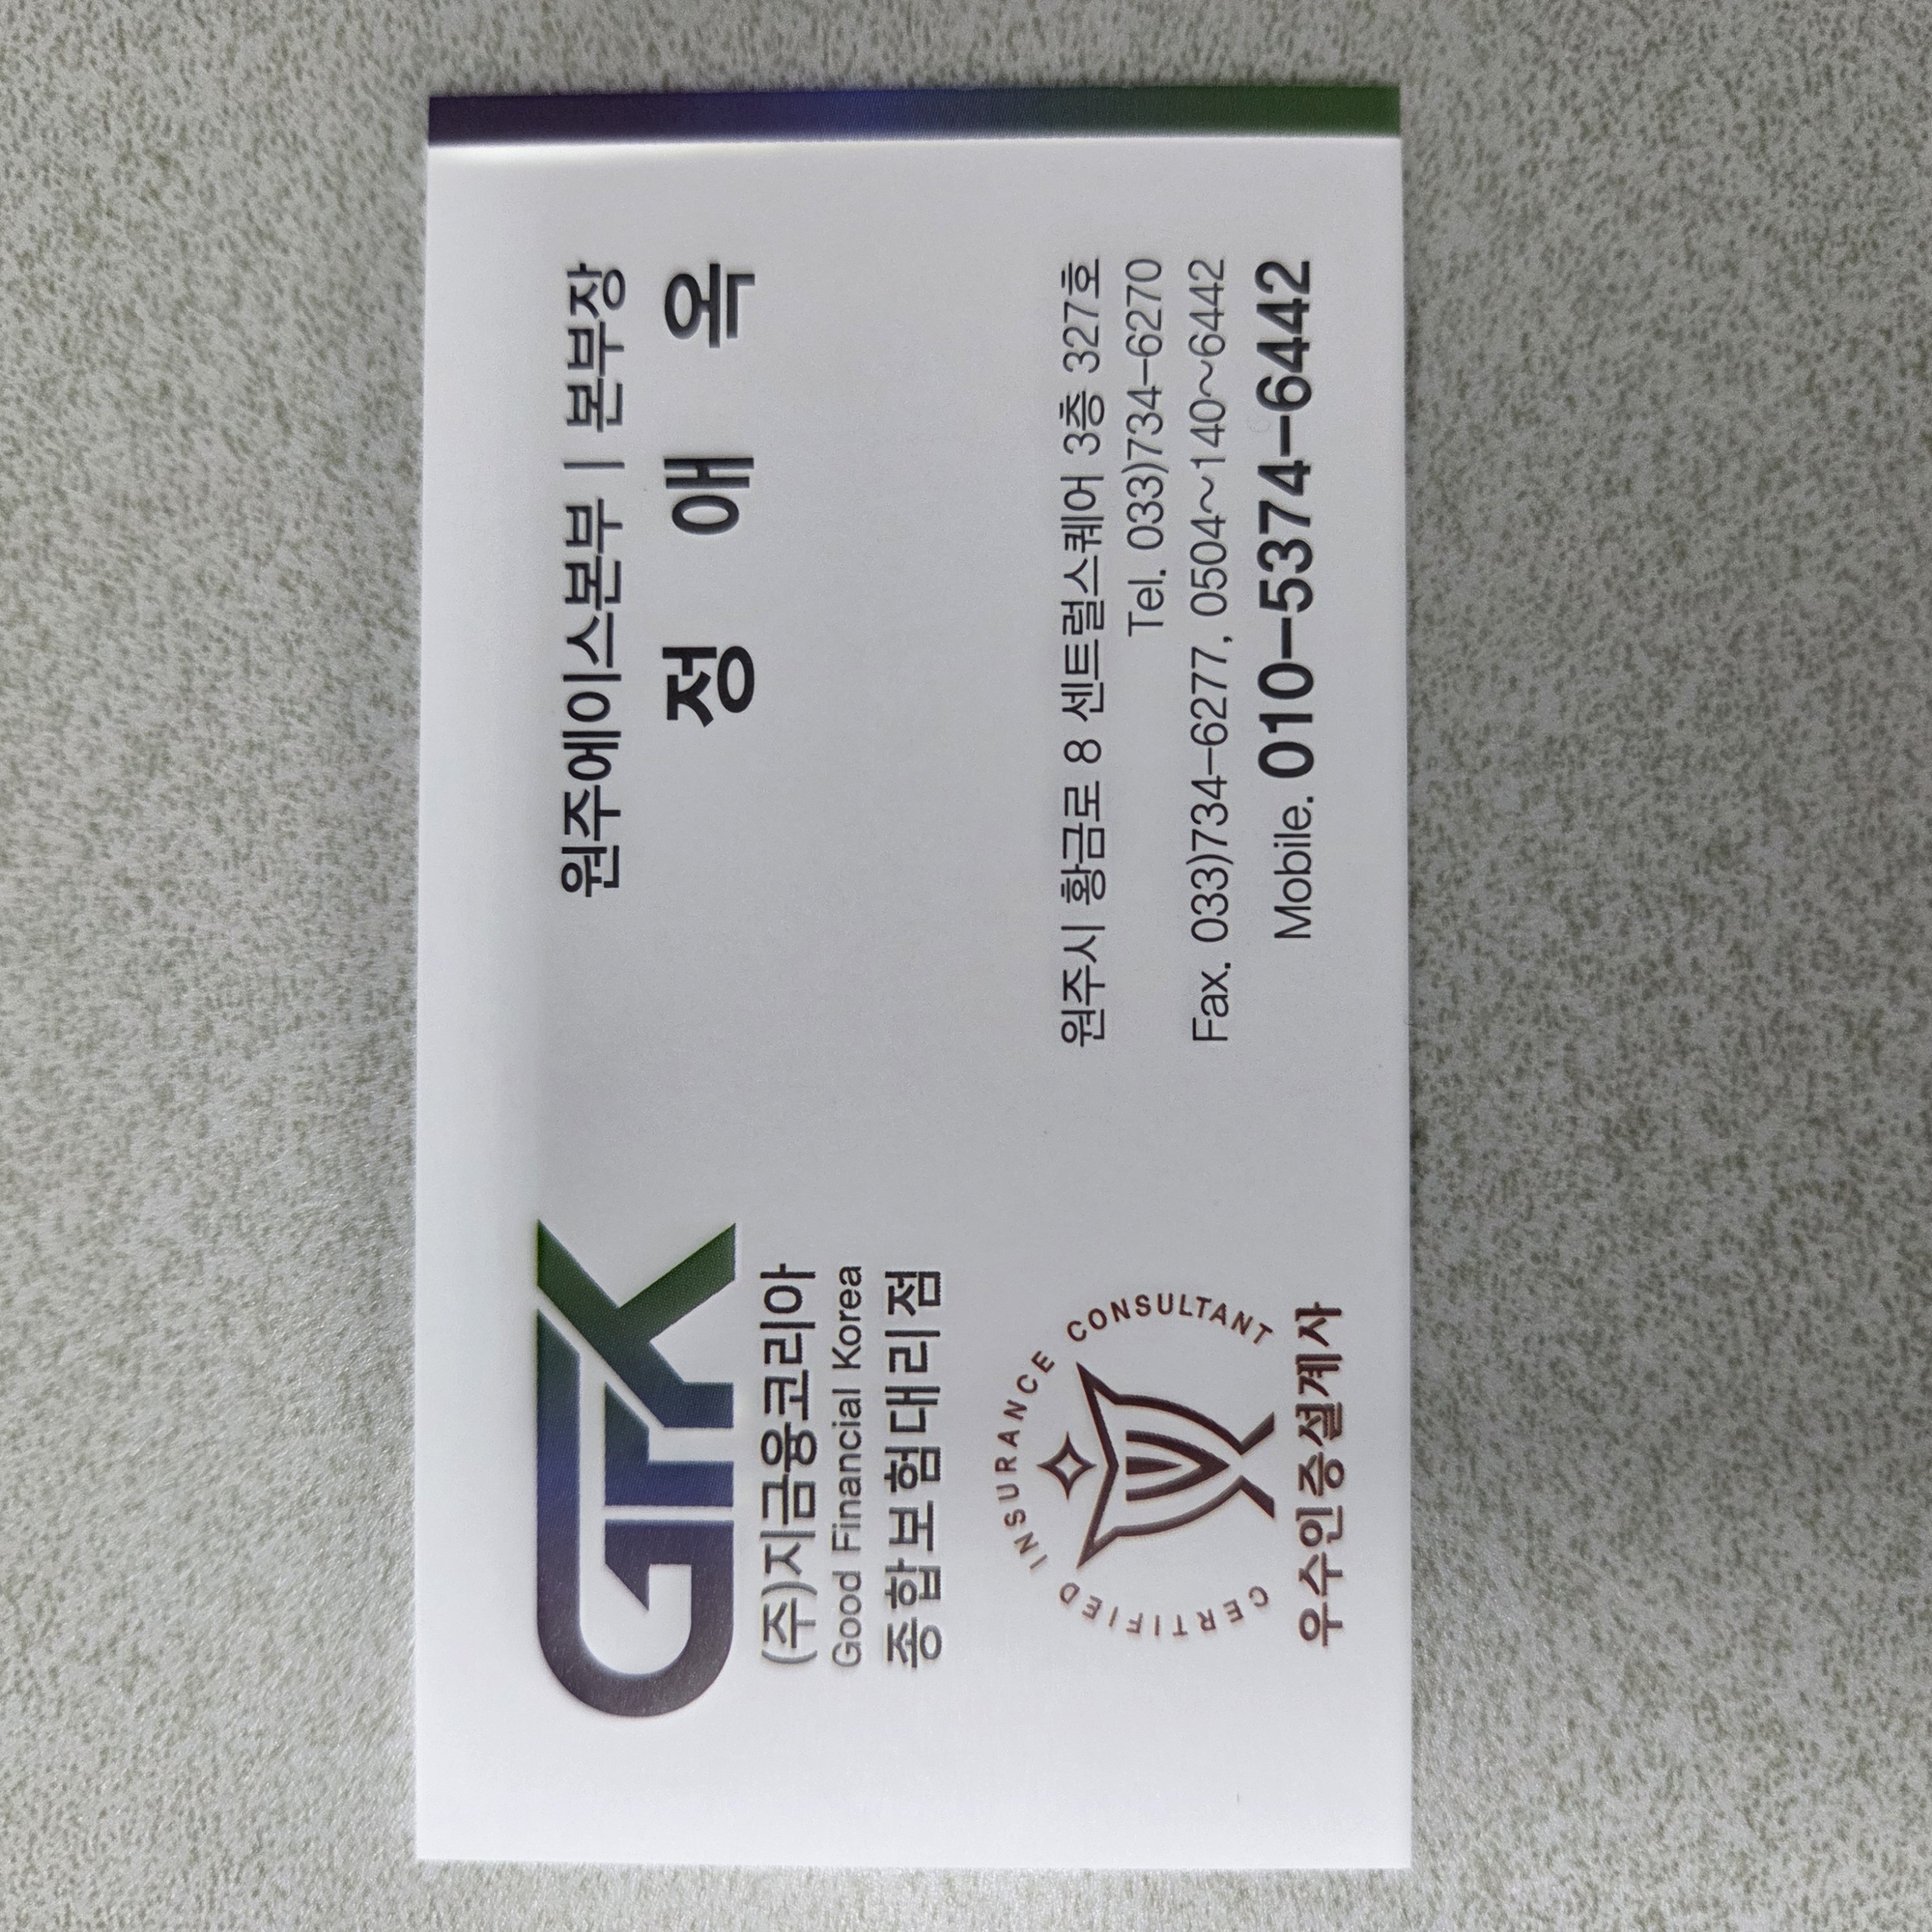 GFK
(주)지금융코리아
Good Financial Korea
종합보험대리점
CERTIFIED INSURANCE CONSULTANT
우수인증설계사
원주에이스본부 | 본부장
정 애 옥
원주시 황금로 8 센트럴스퀘어 3층 327호
Tel. 033)734-6270
Fax. 033)734-6277, 0504~140~6442
Mobile. 010-5374-6442